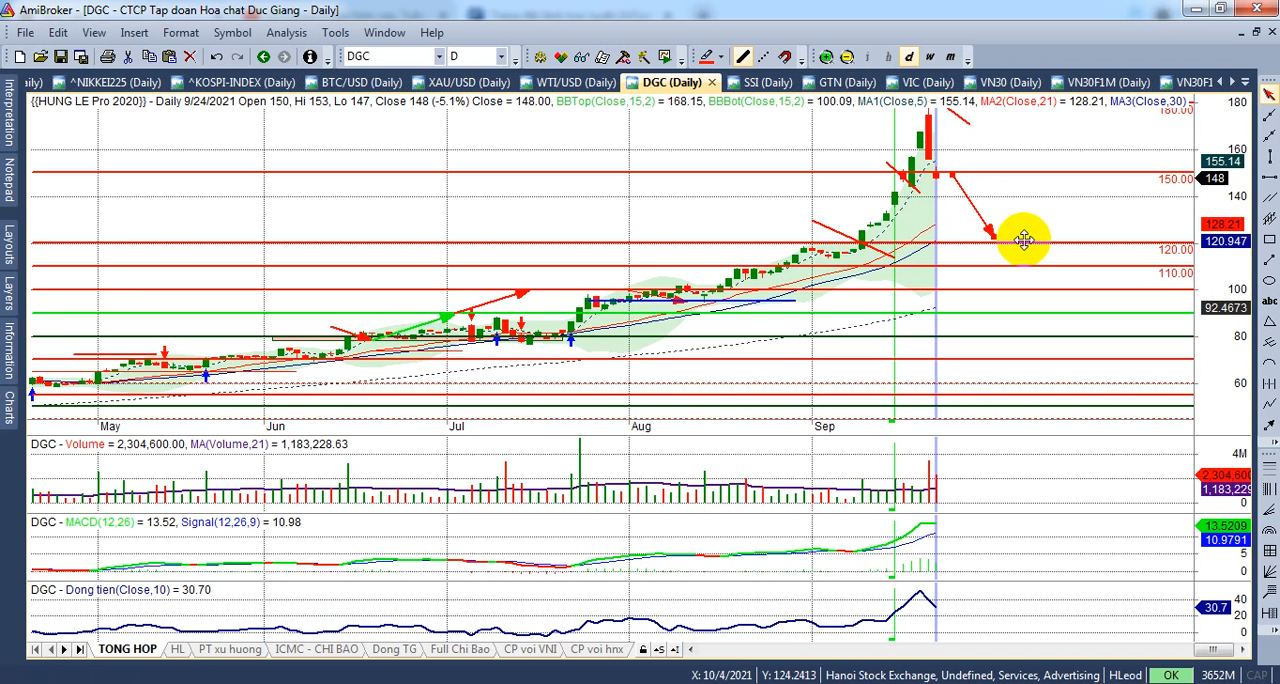 AmiBroker - [DGC - CTCP Tap doan Hoa chat Duc Giang - Daily]
File Edit View Insert Format Symbol Analysis Tools Window Help
DGC D i h d w m
ily) ^NIKKEI225 (Daily) ^KOSPI-INDEX (Daily) BTC/USD (Daily) XAU/USD (Daily) WTI/USD (Daily) DGC (Daily) SSI (Daily) GTN (Daily) VIC (Daily) VN30 (Daily) VN30F1M (Daily) VN30F1
{{HUNG LE Pro 2020}} - Daily 9/24/2021 Open 150, Hi 153, Lo 147, Close 148 (-5.1%) Close = 148.00, BBTop(Close,15,2) = 168.15, BBBot(Close,15,2) = 100.09, MA1(Close,5) = 155.14, MA2(Close,21) = 128.21, MA3(Close,30)
180
180.00
160
155.14
150.00
148
140
128.21
120.947
120.00
110.00
100
92.4673
80
60
May Jun Jul Aug Sep
DGC - Volume = 2,304,600.00, MA(Volume,21) = 1,183,228.63
4M
2,304,600
1,183,229
0
DGC - MACD(12,26) = 13.52, Signal(12,26,9) = 10.98
13.5209
10.9791
5
0
DGC - Dong tien(Close,10) = 30.70
40
30.7
20
0
TONG HOP HL PT xu huong ICMC - CHI BAO Dong TG Full Chi Bao CP voi VNI CP voi hnx
X: 10/4/2021 Y: 124.2413 Hanoi Stock Exchange, Undefined, Services, Advertising HLeod OK 3652M CAP
Interpretation
Notepad
Layouts
Layers
Information
Charts
abc